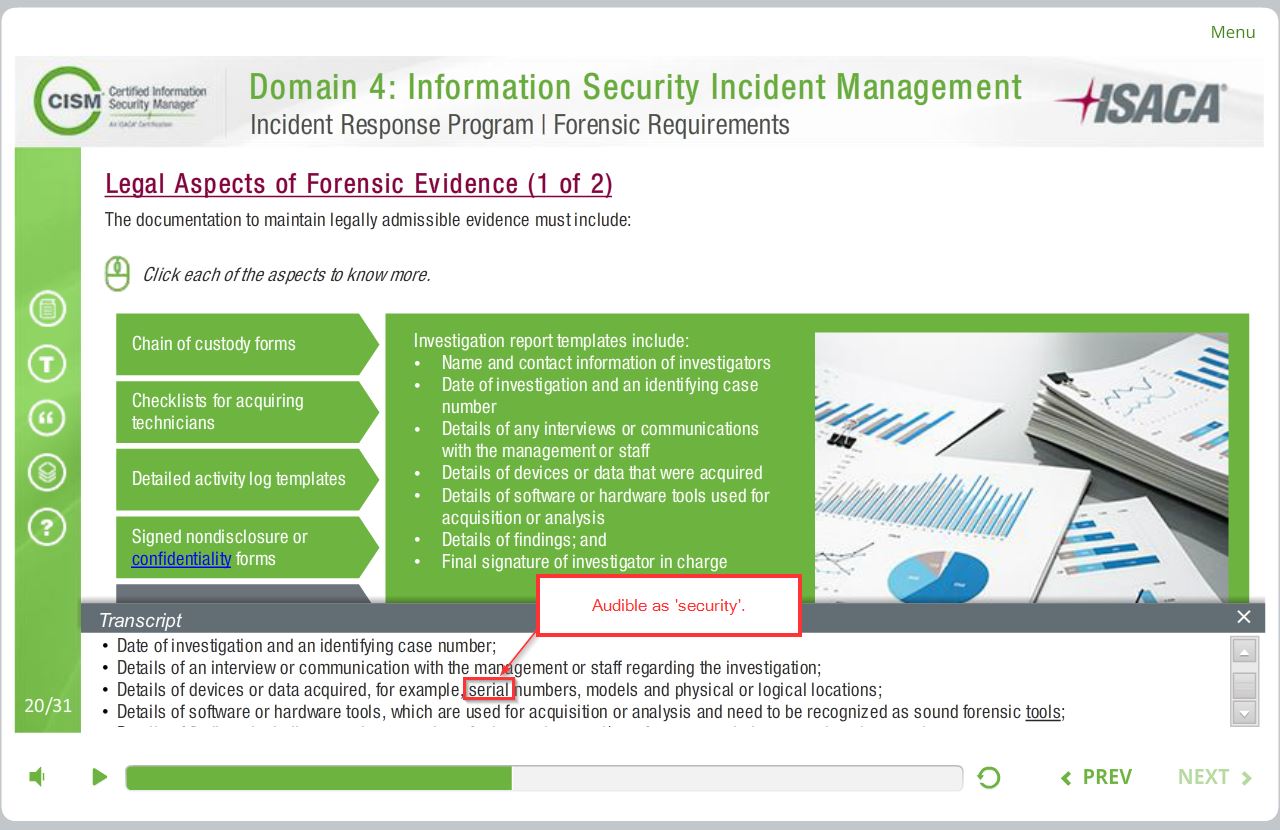 Menu
CISM
Certified Information
Security Manager®
An ISACA® Certification
Domain 4: Information Security Incident Management
Incident Response Program | Forensic Requirements
ISACA®
Legal Aspects of Forensic Evidence (1 of 2)
The documentation to maintain legally admissible evidence must include:
Click each of the aspects to know more.
Chain of custody forms
Checklists for acquiring
technicians
Detailed activity log templates
Signed nondisclosure or
confidentiality forms
Investigation report templates include:
• Name and contact information of investigators
• Date of investigation and an identifying case
number
• Details of any interviews or communications
with the management or staff
• Details of devices or data that were acquired
• Details of software or hardware tools used for
acquisition or analysis
• Details of findings; and
• Final signature of investigator in charge
Audible as 'security'.
Transcript
• Date of investigation and an identifying case number;
• Details of an interview or communication with the management or staff regarding the investigation;
• Details of devices or data acquired, for example, serial numbers, models and physical or logical locations;
• Details of software or hardware tools, which are used for acquisition or analysis and need to be recognized as sound forensic tools;
20/31
PREV
NEXT